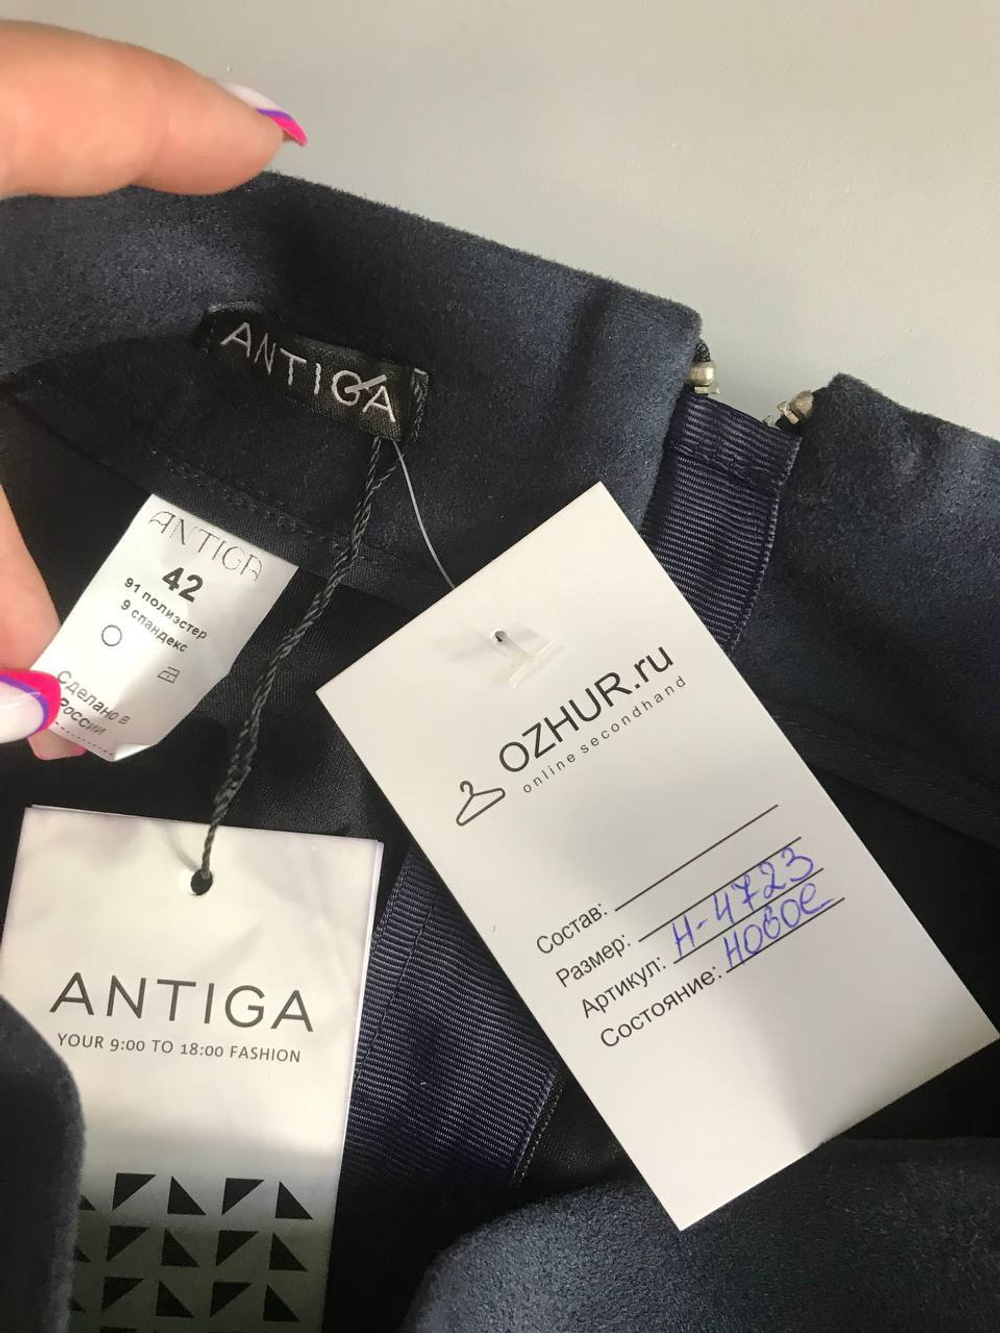 ANTIGA
ANTIGA
42
91 полиэстер
9 спандекс
Сделано в
России
OZHUR.ru
online secondhand
Состав:
Размер:
Артикул: Н-4723
Состояние: новое
ANTIGA
YOUR 9:00 TO 18:00 FASHION